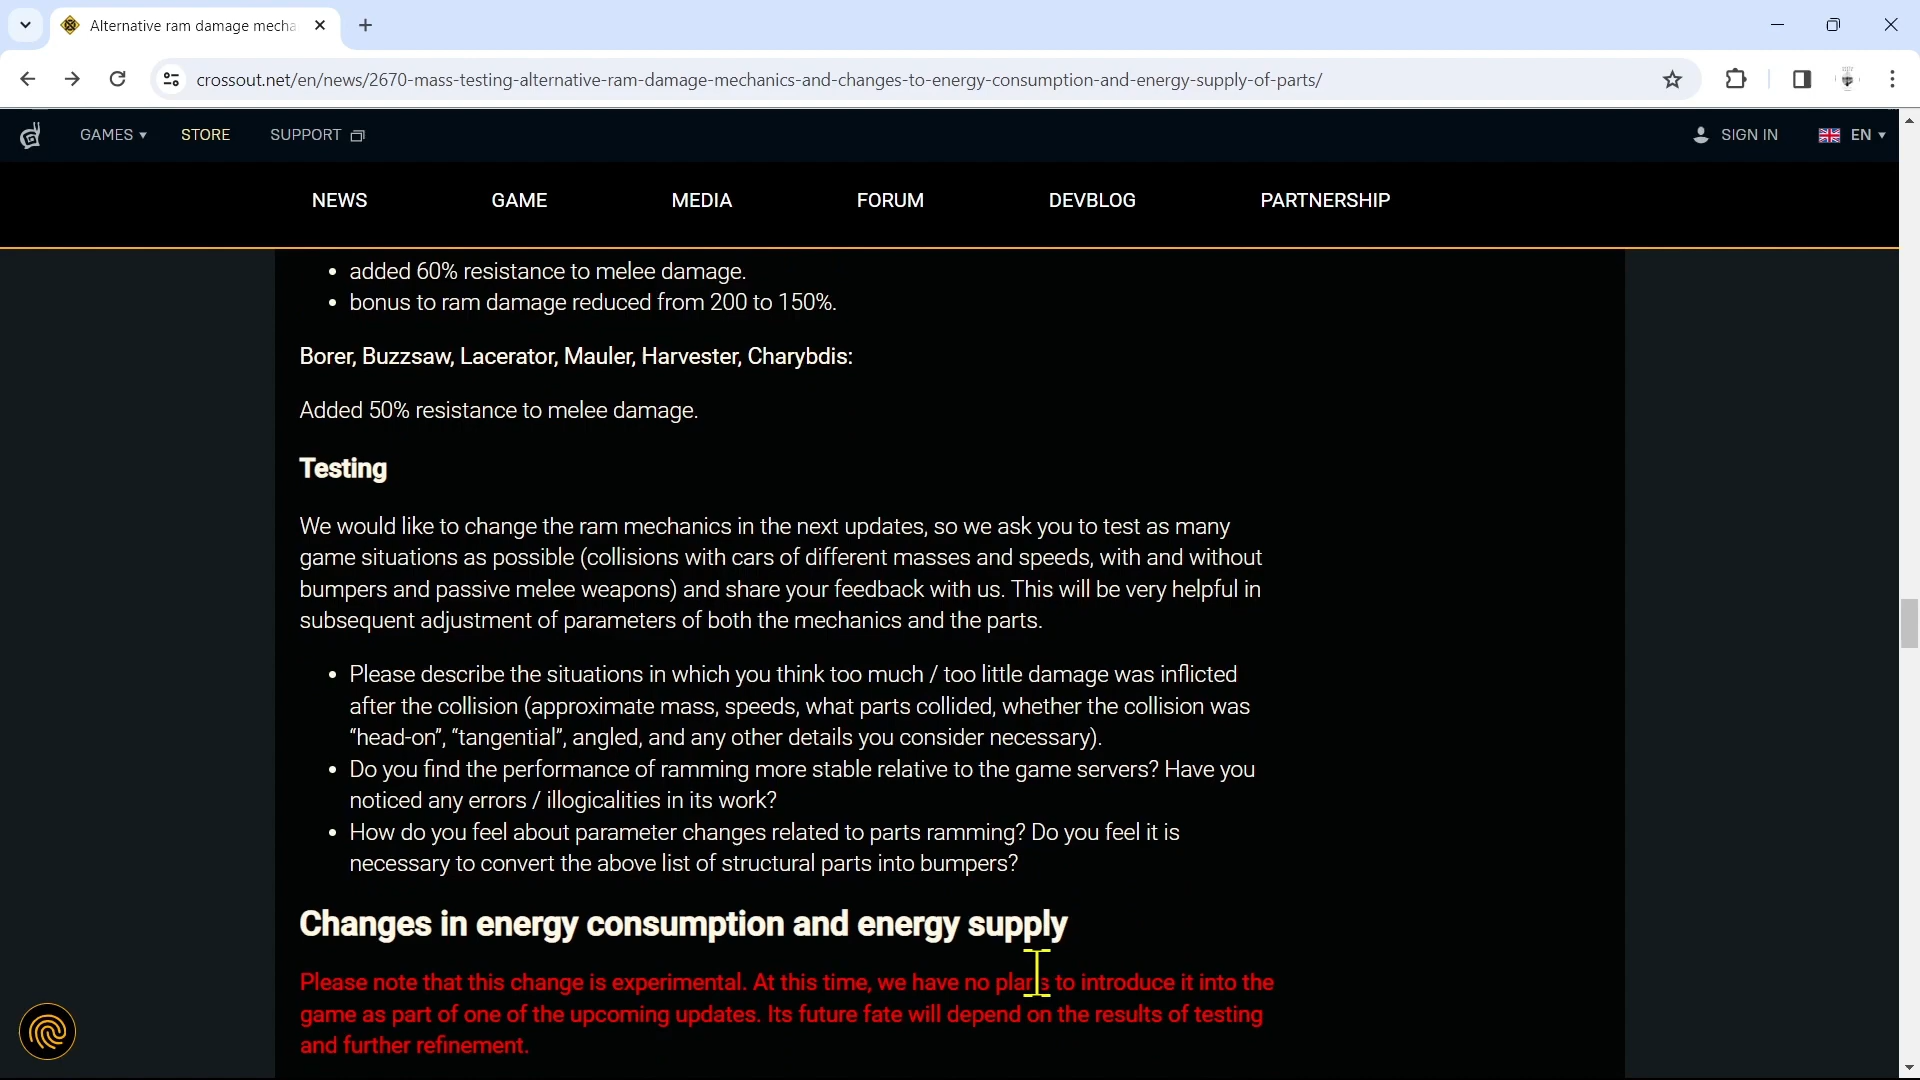 Alternative ram damage mecha
crossout.net/en/news/2670-mass-testing-alternative-ram-damage-mechanics-and-changes-to-energy-consumption-and-energy-supply-of-parts/
GAMES STORE SUPPORT SIGN IN EN
NEWS GAME MEDIA FORUM DEVBLOG PARTNERSHIP
• added 60% resistance to melee damage.
• bonus to ram damage reduced from 200 to 150%.
Borer, Buzzsaw, Lacerator, Mauler, Harvester, Charybdis:
Added 50% resistance to melee damage.
Testing
We would like to change the ram mechanics in the next updates, so we ask you to test as many
game situations as possible (collisions with cars of different masses and speeds, with and without
bumpers and passive melee weapons) and share your feedback with us. This will be very helpful in
subsequent adjustment of parameters of both the mechanics and the parts.
• Please describe the situations in which you think too much / too little damage was inflicted
after the collision (approximate mass, speeds, what parts collided, whether the collision was
“head-on”, “tangential”, angled, and any other details you consider necessary).
• Do you find the performance of ramming more stable relative to the game servers? Have you
noticed any errors / illogicalities in its work?
• How do you feel about parameter changes related to parts ramming? Do you feel it is
necessary to convert the above list of structural parts into bumpers?
Changes in energy consumption and energy supply
Please note that this change is experimental. At this time, we have no plans to introduce it into the
game as part of one of the upcoming updates. Its future fate will depend on the results of testing
and further refinement.